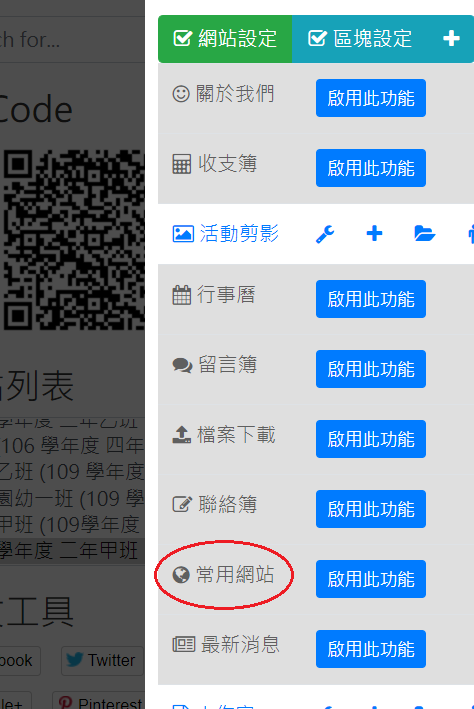 網站設定 區塊設定
ch for...
關於我們 啟用此功能
Code
收支簿 啟用此功能
活動剪影
行事曆 啟用此功能
留言簿 啟用此功能
列表
檔案下載 啟用此功能
學年度 二年乙班
(106 學年度 四年
乙班 (109 學年度
聯絡簿 啟用此功能
園幼一班 (109 學
甲班 (109學年度
學年度 二年甲班
常用網站 啟用此功能
工具
最新消息 啟用此功能
book Twitter
le+ Pinterest